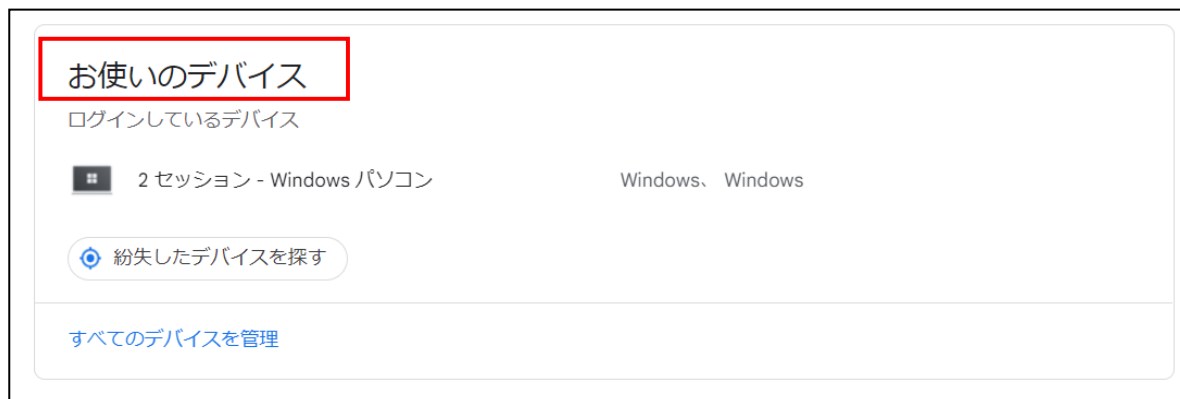 お使いのデバイス
ログインしているデバイス
2 セッション - Windows パソコン Windows、 Windows
紛失したデバイスを探す
すべてのデバイスを管理